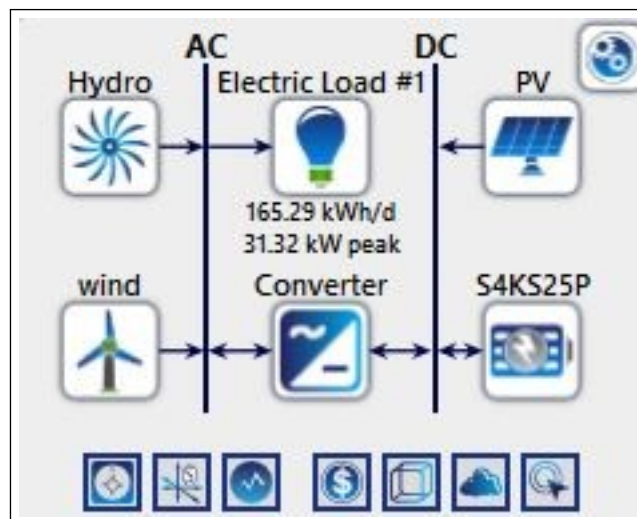 AC DC
Hydro Electric Load #1 PV
165.29 kWh/d
31.32 kW peak
wind Converter S4KS25P